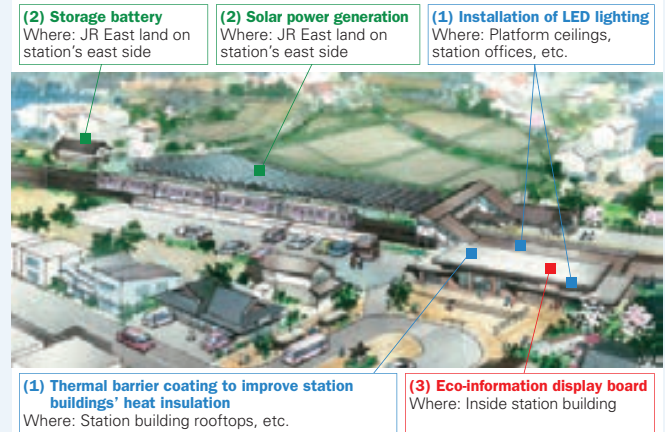 (2) Storage battery
Where: JR East land on
station's east side
(2) Solar power generation
Where: JR East land on
station's east side
(1) Installation of LED lighting
Where: Platform ceilings,
station offices, etc.
(1) Thermal barrier coating to improve station
buildings' heat insulation
Where: Station building rooftops, etc.
(3) Eco-information display board
Where: Inside station building